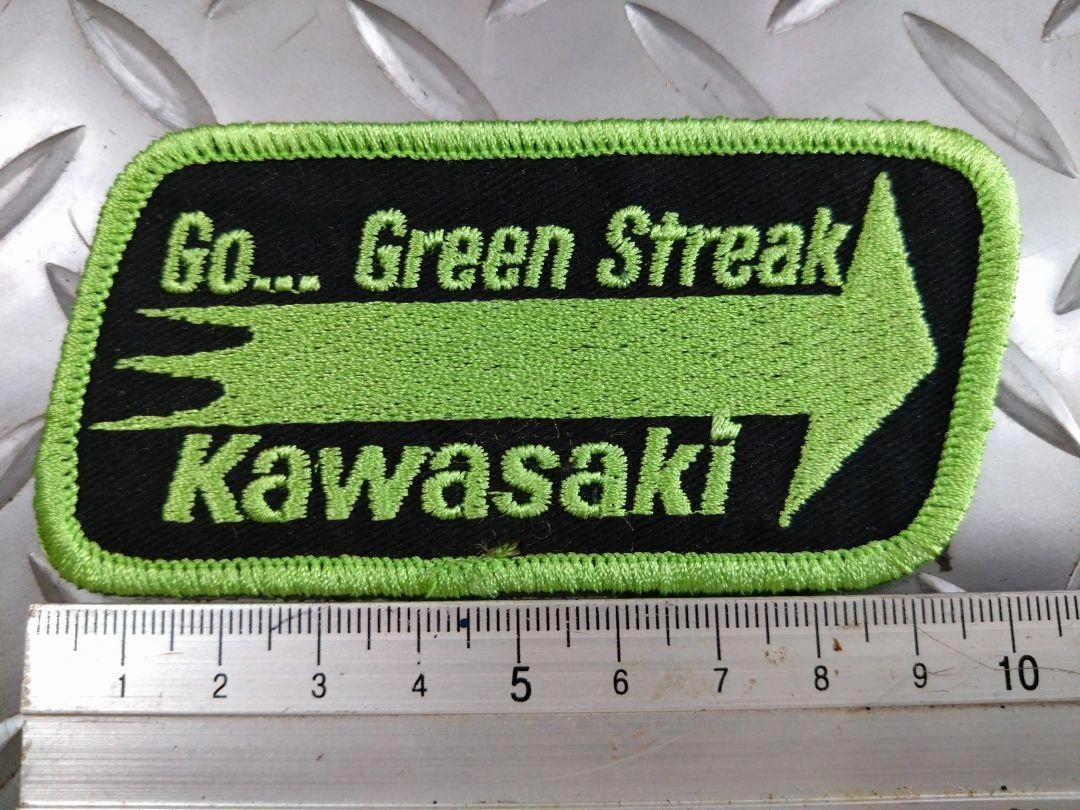 Go... Green Streak
Kawasaki
1 2 3 4 5 6 7 8 9 10